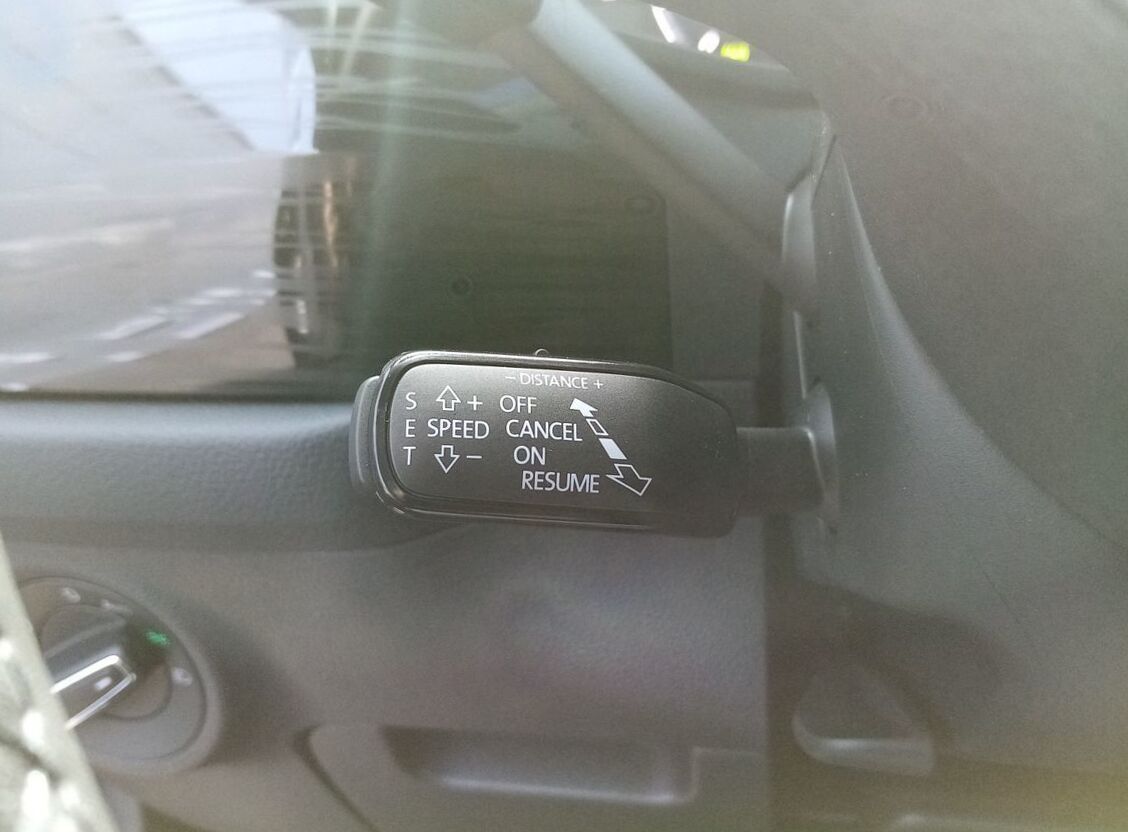 − DISTANCE +
S + OFF
E SPEED CANCEL
T − ON
RESUME